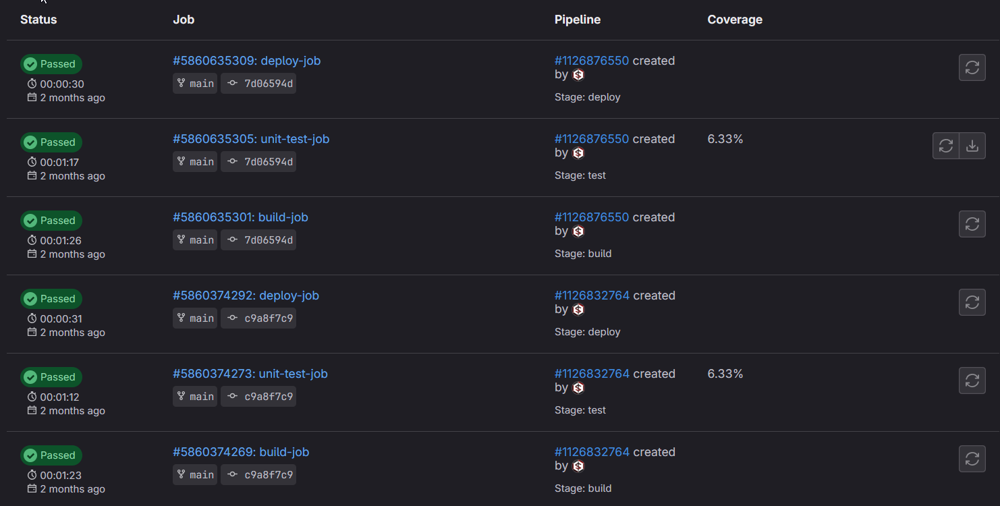 Status Job Pipeline Coverage
Passed #5860635309: deploy-job #1126876550 created
by
00:00:30 main 7d06594d
2 months ago Stage: deploy
Passed #5860635305: unit-test-job #1126876550 created 6.33%
by
00:01:17 main 7d06594d
2 months ago Stage: test
Passed #5860635301: build-job #1126876550 created
by
00:01:26 main 7d06594d
2 months ago Stage: build
Passed #5860374292: deploy-job #1126832764 created
by
00:00:31 main c9a8f7c9
2 months ago Stage: deploy
Passed #5860374273: unit-test-job #1126832764 created 6.33%
by
00:01:12 main c9a8f7c9
2 months ago Stage: test
Passed #5860374269: build-job #1126832764 created
by
00:01:23 main c9a8f7c9
2 months ago Stage: build